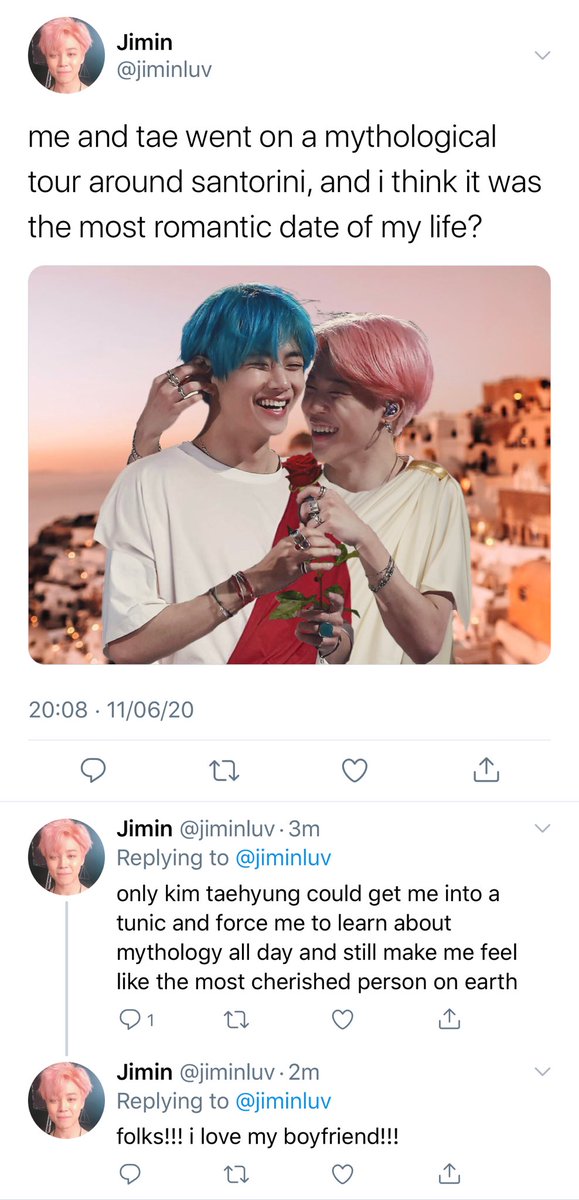 Jimin
@jiminluv
me and tae went on a mythological
tour around santorini, and i think it was
the most romantic date of my life?
20:08 · 11/06/20
Jimin @jiminluv · 3m
Replying to @jiminluv
only kim taehyung could get me into a
tunic and force me to learn about
mythology all day and still make me feel
like the most cherished person on earth
1
Jimin @jiminluv · 2m
Replying to @jiminluv
folks!!! i love my boyfriend!!!